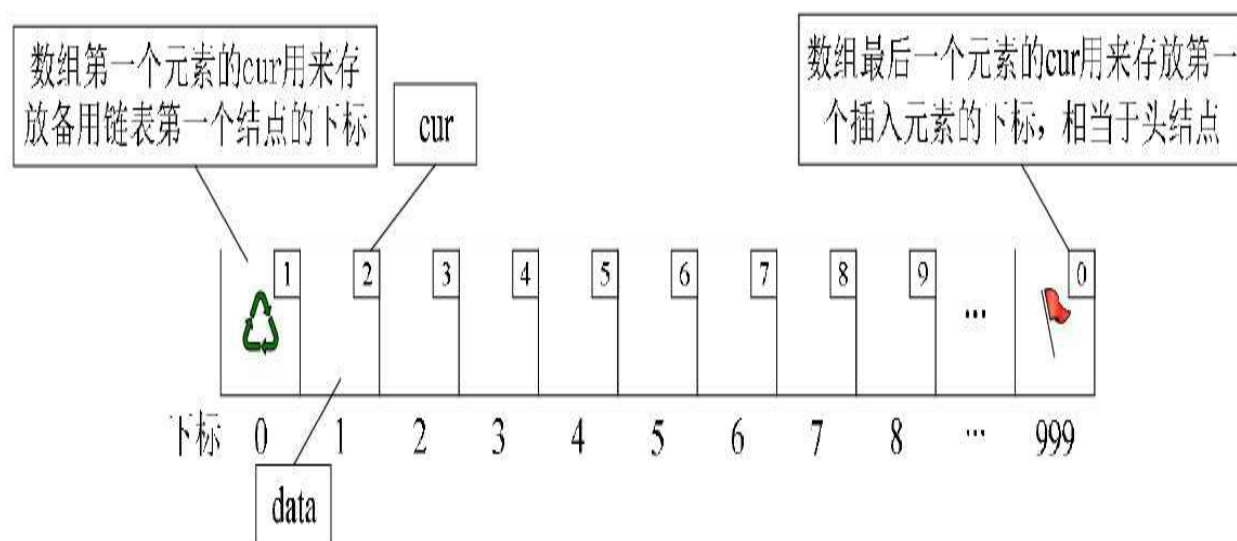 数组第一个元素的cur用来存
放备用链表第一个结点的下标
cur
数组最后一个元素的cur用来存放第一
个插入元素的下标，相当于头结点
1 2 3 4 5 6 7 8 9 ... 0
下标 0 1 2 3 4 5 6 7 8 ... 999
data